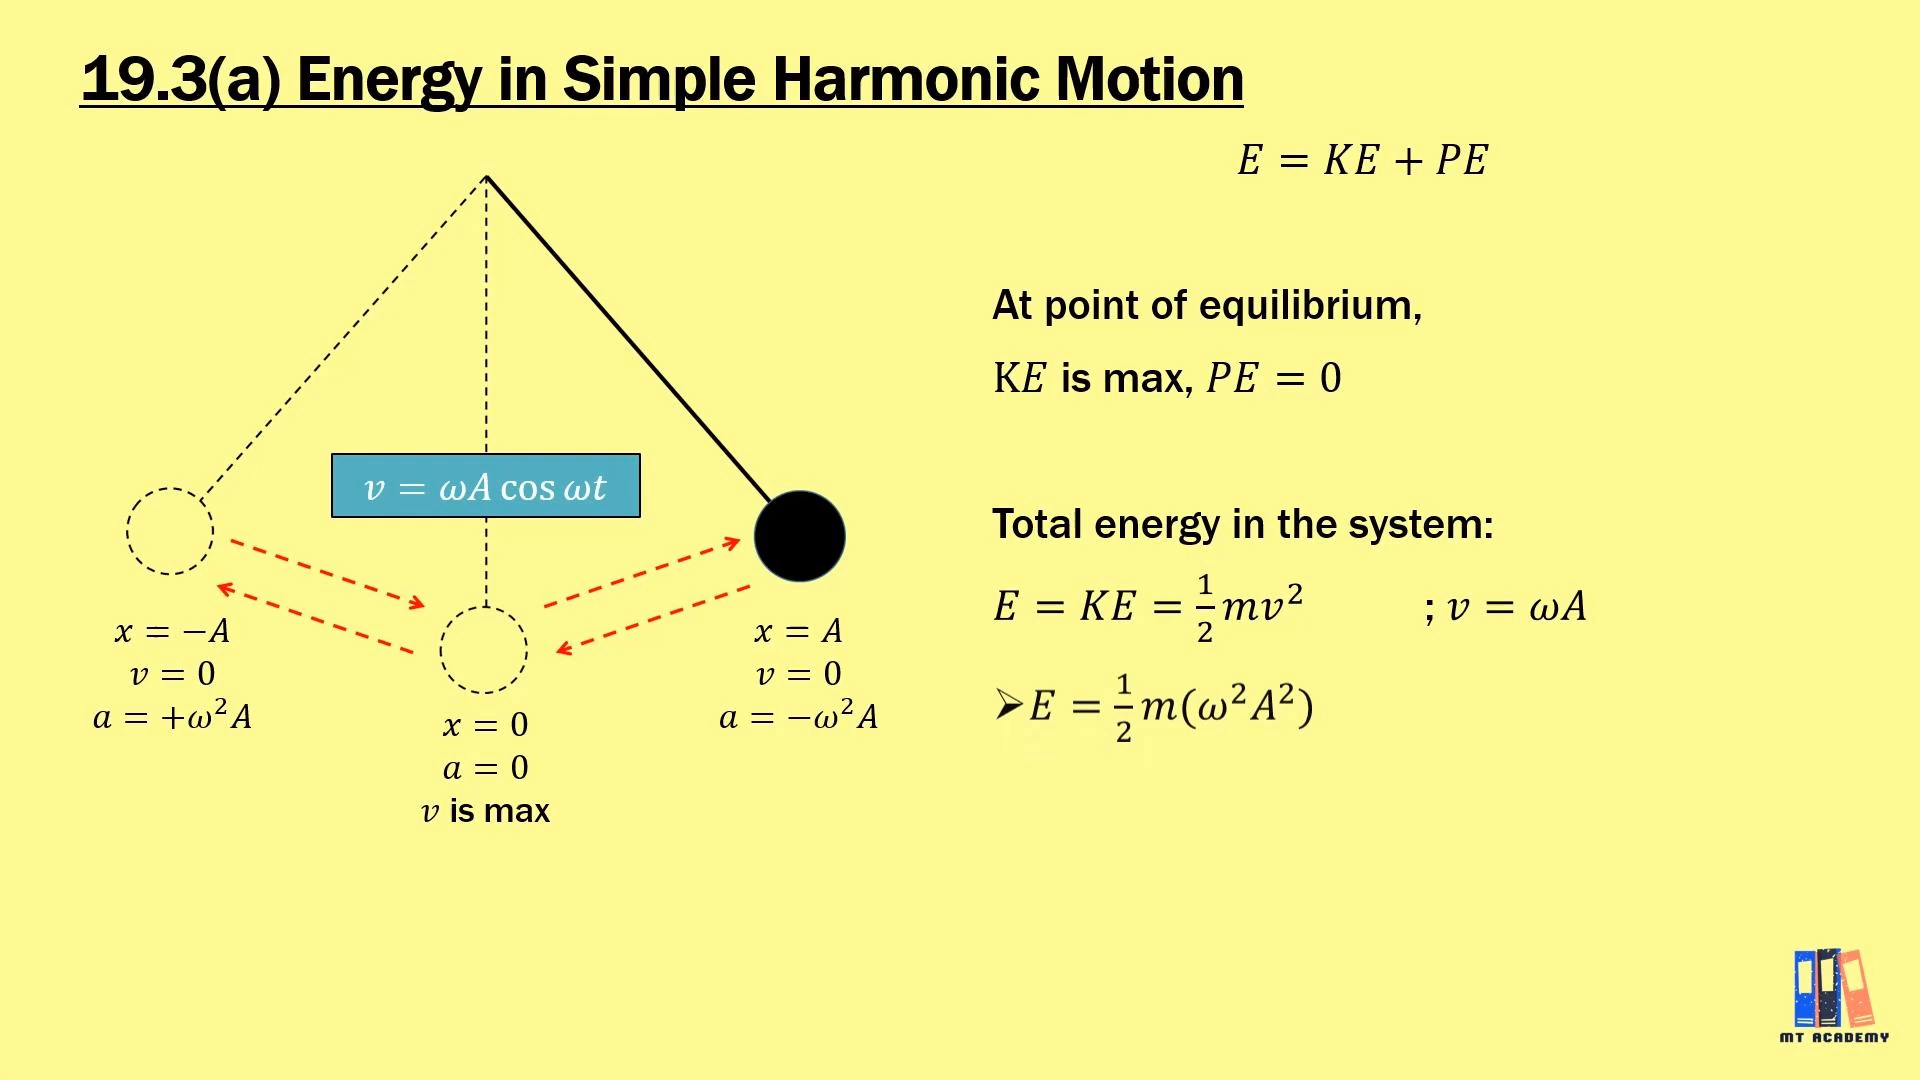 19.3(a) Energy in Simple Harmonic Motion
E = KE + PE
At point of equilibrium,
KE is max, PE = 0
v = ωA cos ωt
Total energy in the system:
E = KE = 1/2 mv² ; v = ωA
➢E = 1/2 m(ω²A²)
x = −A
v = 0
a = +ω²A
x = 0
a = 0
v is max
x = A
v = 0
a = −ω²A
MT ACADEMY